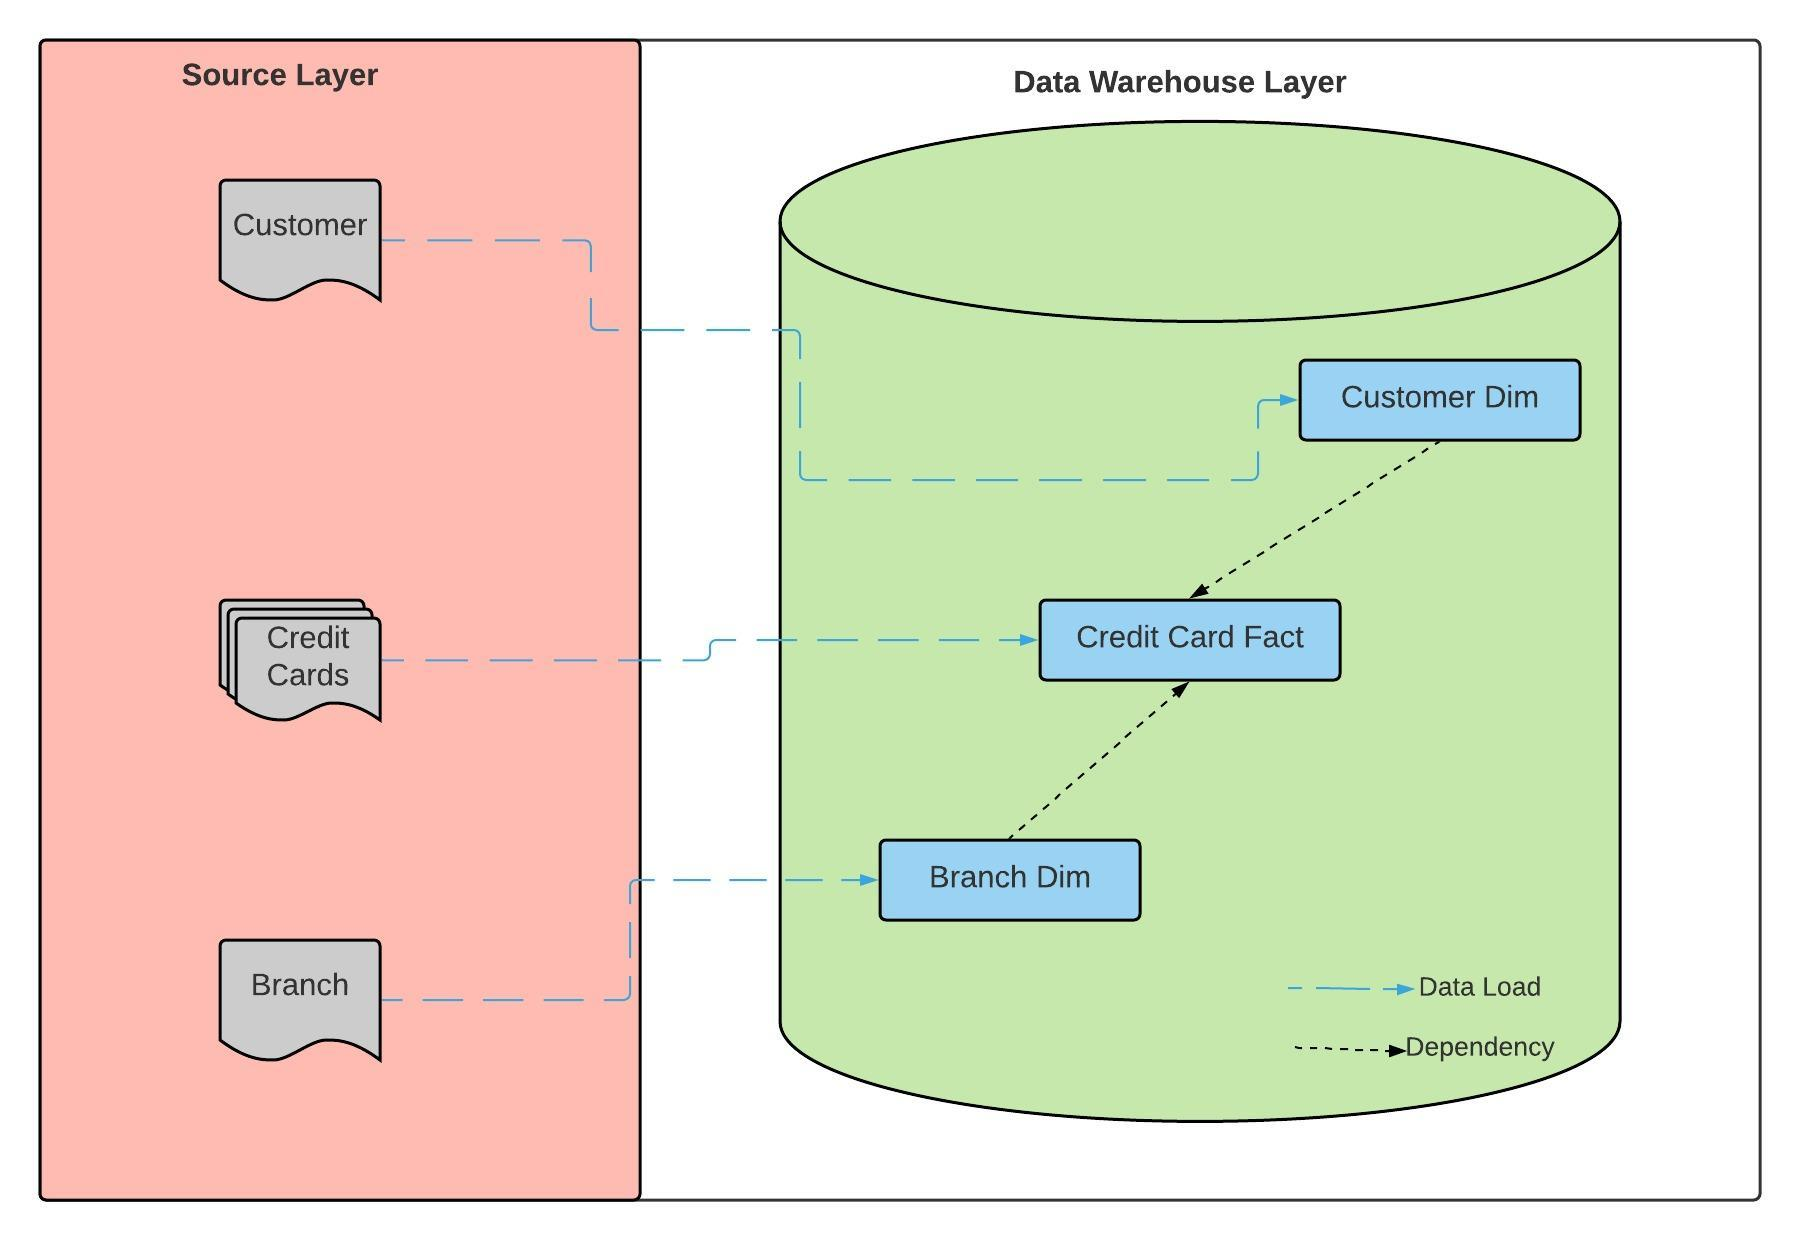 Source Layer
Data Warehouse Layer
Customer
Customer Dim
Credit
Cards
Credit Card Fact
Branch Dim
Branch
Data Load
Dependency